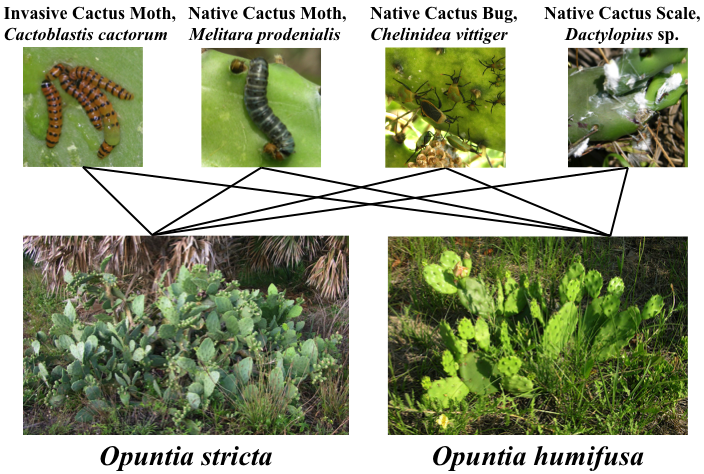 Invasive Cactus Moth,
Cactoblastis cactorum
Native Cactus Moth,
Melitara prodenialis
Native Cactus Bug,
Chelinidea vittiger
Native Cactus Scale,
Dactylopius sp.
Opuntia stricta
Opuntia humifusa